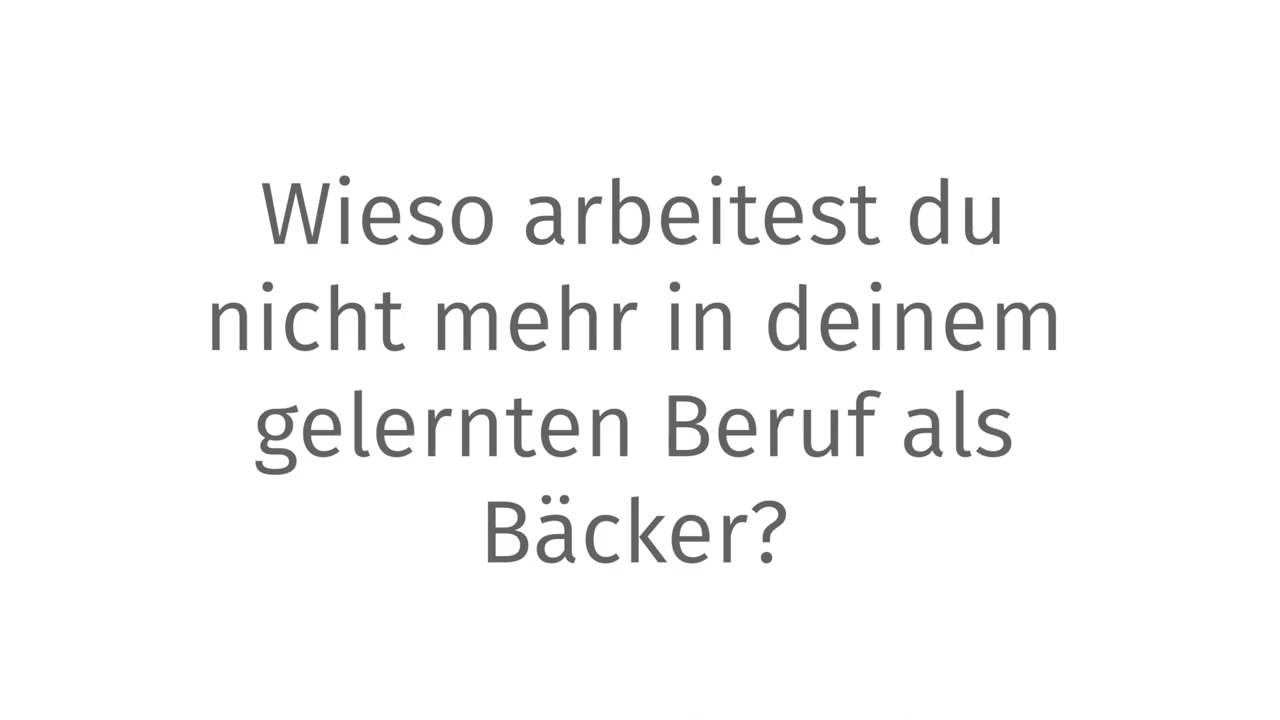 Wieso arbeitest du
nicht mehr in deinem
gelernten Beruf als
Bäcker?